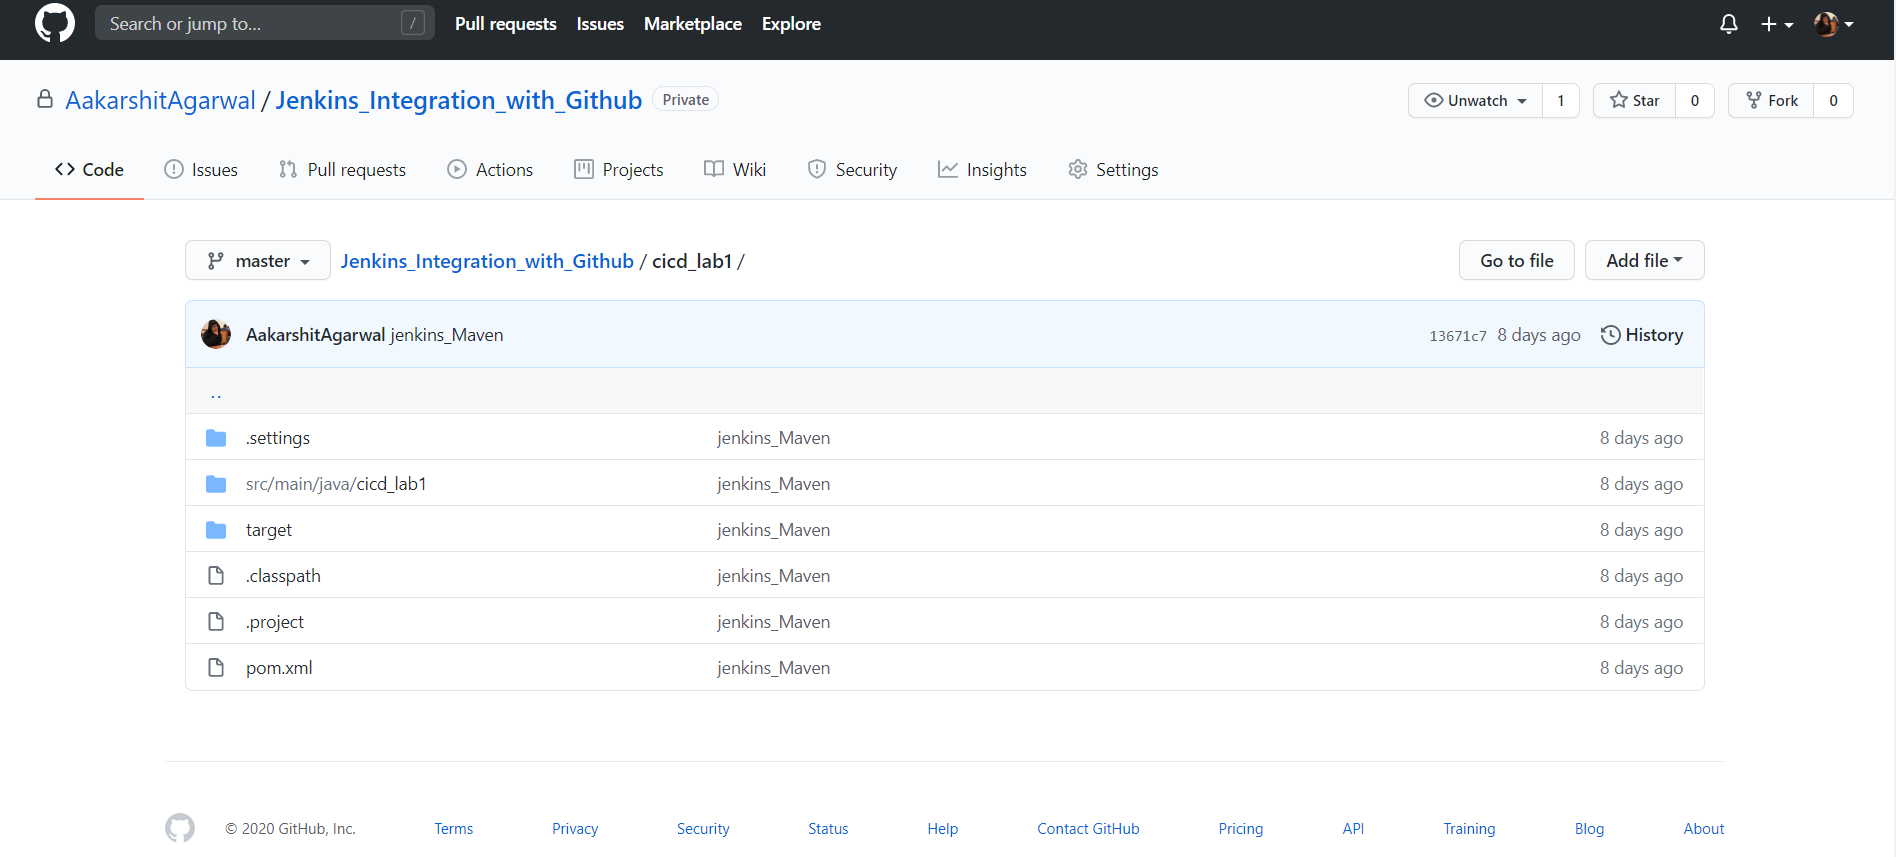 Search or jump to... / Pull requests Issues Marketplace Explore
AakarshitAgarwal / Jenkins_Integration_with_Github Private Unwatch 1 Star 0 Fork 0
Code Issues Pull requests Actions Projects Wiki Security Insights Settings
master Jenkins_Integration_with_Github / cicd_lab1 / Go to file Add file
AakarshitAgarwal jenkins_Maven 13671c7 8 days ago History
..
.settings jenkins_Maven 8 days ago
src/main/java/cicd_lab1 jenkins_Maven 8 days ago
target jenkins_Maven 8 days ago
.classpath jenkins_Maven 8 days ago
.project jenkins_Maven 8 days ago
pom.xml jenkins_Maven 8 days ago
© 2020 GitHub, Inc. Terms Privacy Security Status Help Contact GitHub Pricing API Training Blog About